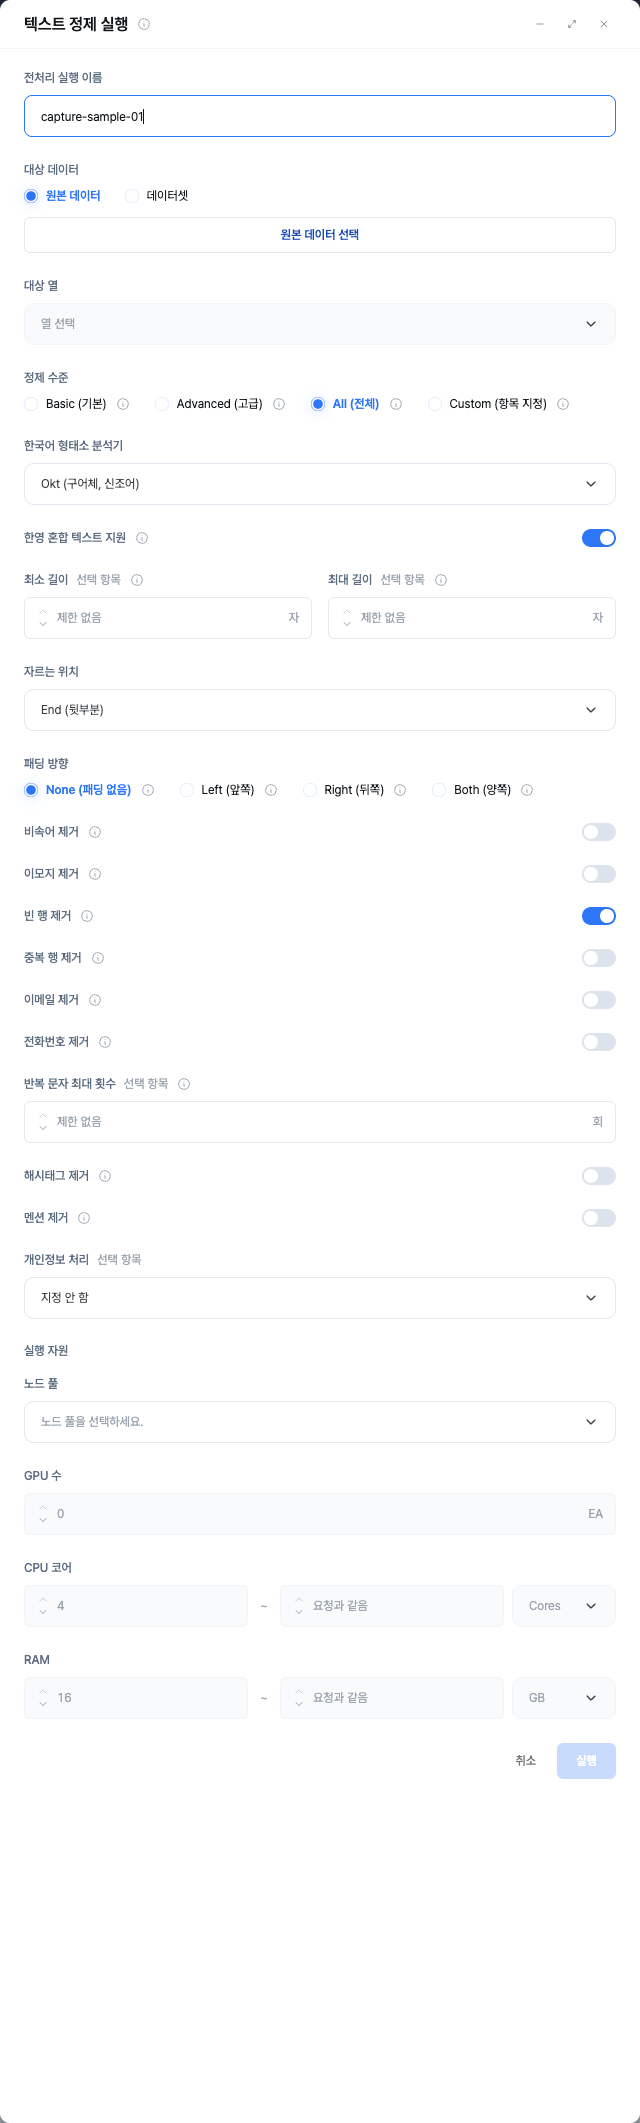 텍스트 정제 실행
전처리 실행 이름
capture-sample-01
대상 데이터
원본 데이터 데이터셋
원본 데이터 선택
대상 열
열 선택
정제 수준
Basic (기본) Advanced (고급) All (전체) Custom (항목 지정)
한국어 형태소 분석기
Okt (구어체, 신조어)
한영 혼합 텍스트 지원
최소 길이 선택 항목 최대 길이 선택 항목
제한 없음 자 제한 없음 자
자르는 위치
End (뒷부분)
패딩 방향
None (패딩 없음) Left (앞쪽) Right (뒤쪽) Both (양쪽)
비속어 제거
이모지 제거
빈 행 제거
중복 행 제거
이메일 제거
전화번호 제거
반복 문자 최대 횟수 선택 항목
제한 없음 회
해시태그 제거
멘션 제거
개인정보 처리 선택 항목
지정 안 함
실행 자원
노드 풀
노드 풀을 선택하세요.
GPU 수
0 EA
CPU 코어
4 ~ 요청과 같음 Cores
RAM
16 ~ 요청과 같음 GB
취소 실행